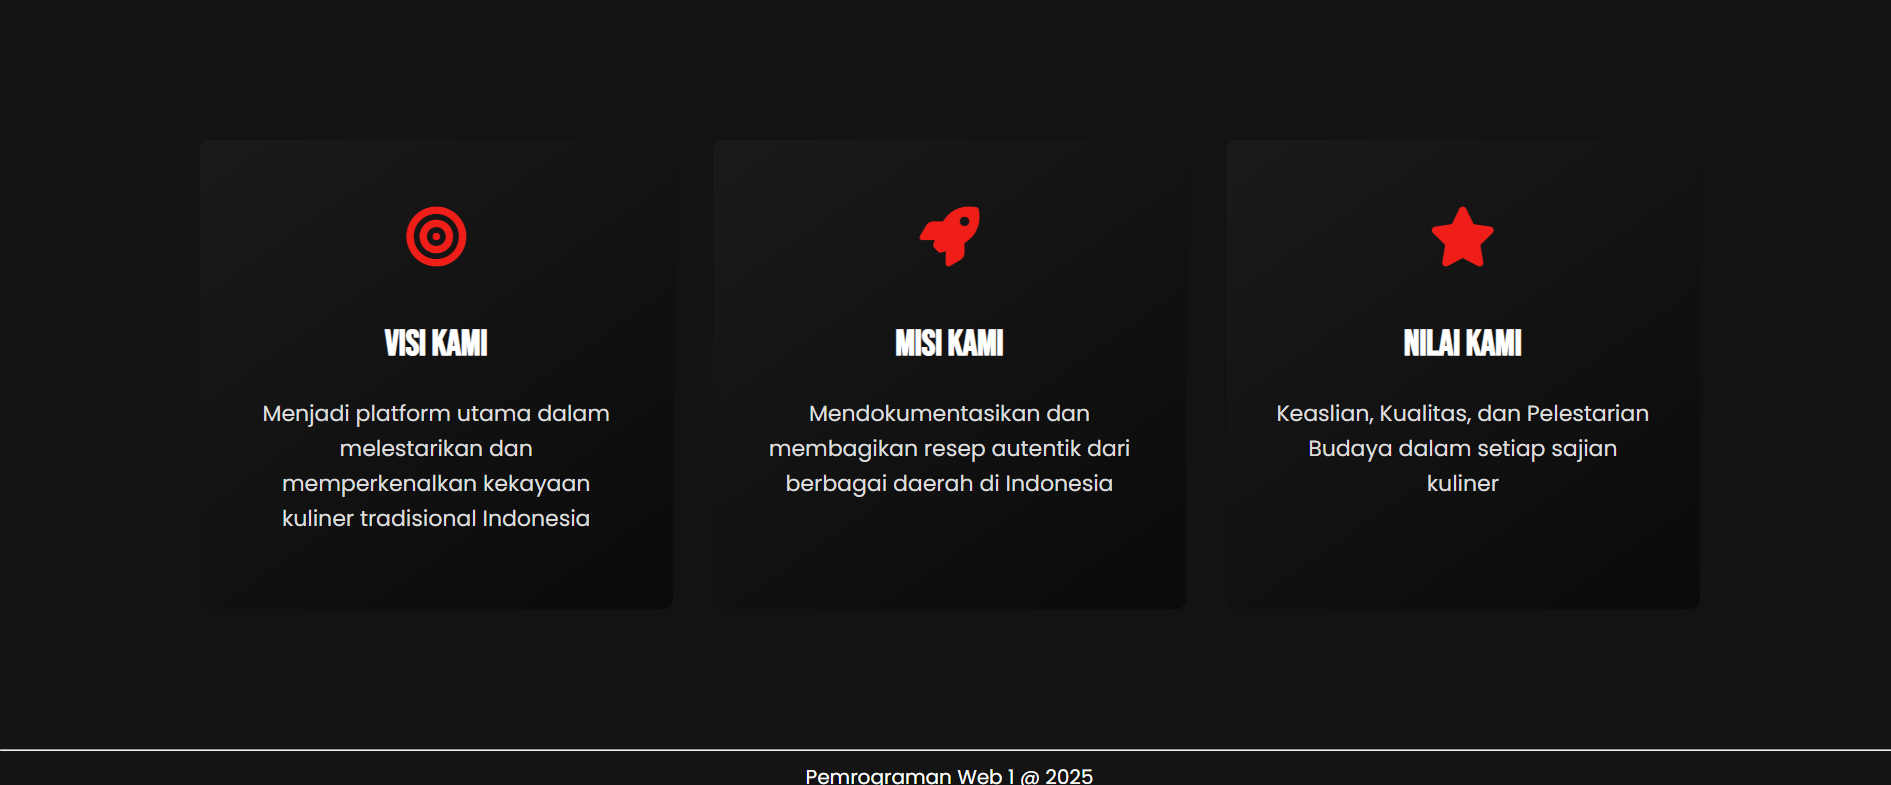 VISI KAMI
Menjadi platform utama dalam
melestarikan dan
memperkenalkan kekayaan
kuliner tradisional Indonesia
MISI KAMI
Mendokumentasikan dan
membagikan resep autentik dari
berbagai daerah di Indonesia
NILAI KAMI
Keaslian, Kualitas, dan Pelestarian
Budaya dalam setiap sajian
kuliner
Pemrograman Web 1 @ 2025